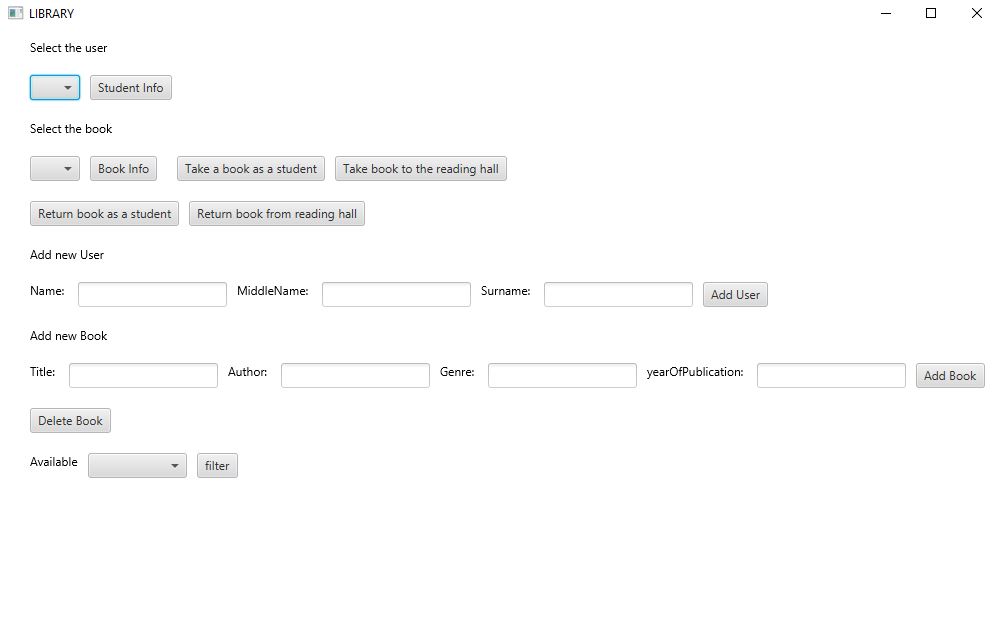 LIBRARY
Select the user
Student Info
Select the book
Book Info Take a book as a student Take book to the reading hall
Return book as a student Return book from reading hall
Add new User
Name: MiddleName: Surname: Add User
Add new Book
Title: Author: Genre: yearOfPublication: Add Book
Delete Book
Available filter